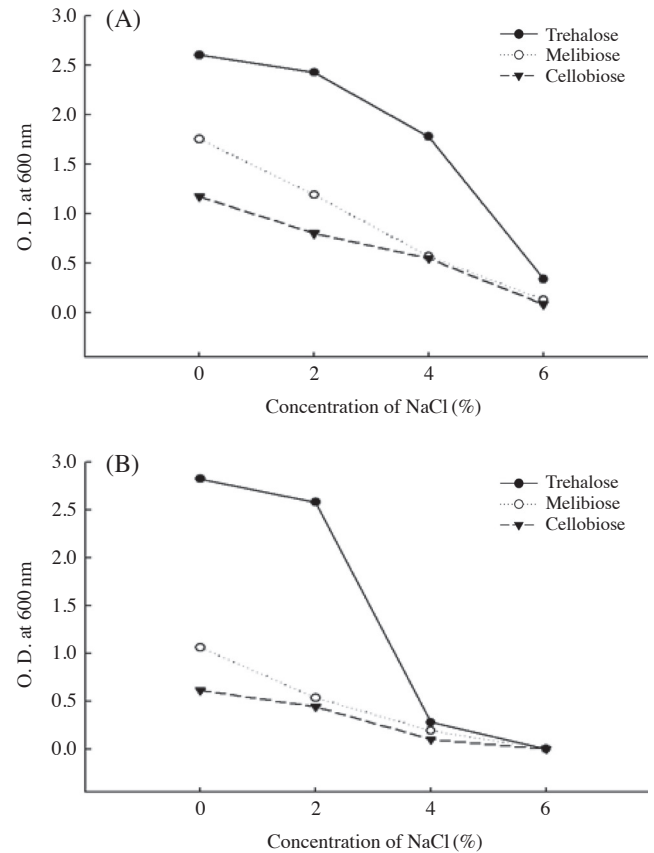 (A)
3.0
2.5
2.0
1.5
1.0
0.5
0.0
O. D. at 600 nm
Trehalose
Melibiose
Cellobiose
0 2 4 6
Concentration of NaCl (%)
(B)
3.0
2.5
2.0
1.5
1.0
0.5
0.0
O. D. at 600 nm
Trehalose
Melibiose
Cellobiose
0 2 4 6
Concentration of NaCl (%)